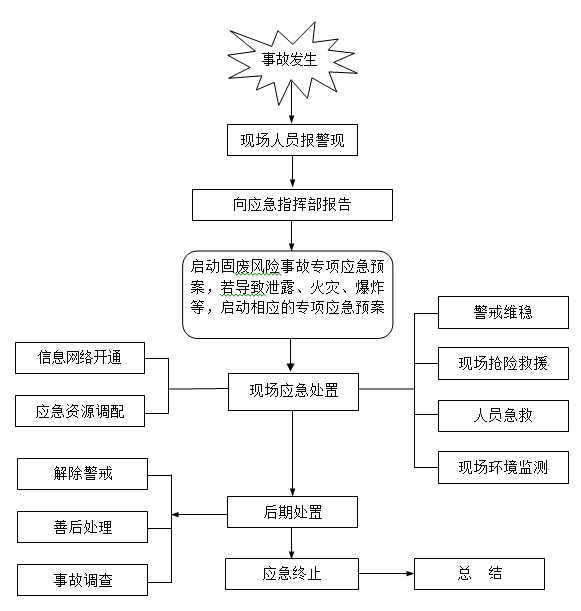 事故发生
现场人员报警现
向应急指挥部报告
启动固废风险事故专项应急预
案，若导致泄露、火灾、爆炸
等，启动相应的专项应急预案
警戒维稳
信息网络开通
现场抢险救援
现场应急处置
应急资源调配
人员急救
现场环境监测
解除警戒
后期处置
善后处理
事故调查
应急终止
总 结